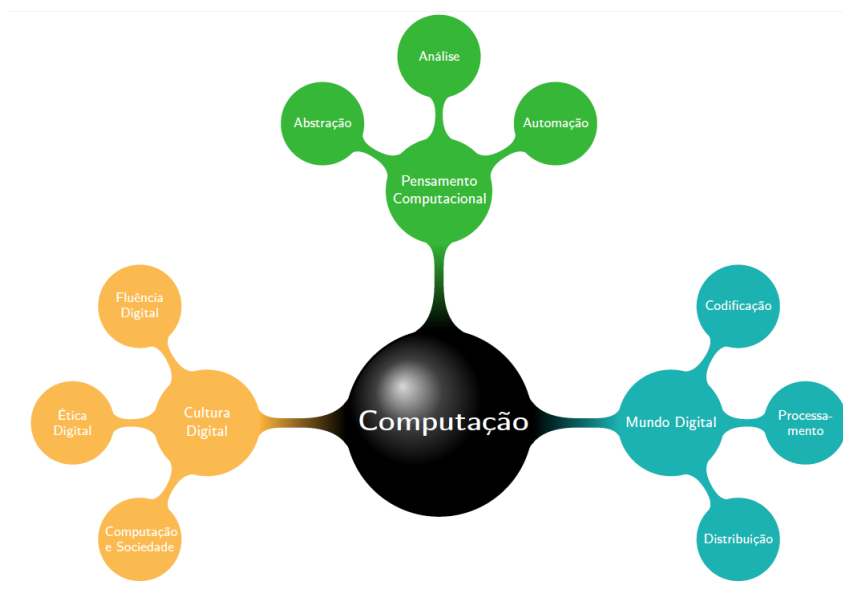 Análise
Abstração
Automação
Pensamento
Computacional
Fluência
Digital
Codificação
Ética
Digital
Cultura
Digital
Computação
Mundo Digital
Processa-
mento
Computação
e Sociedade
Distribuição